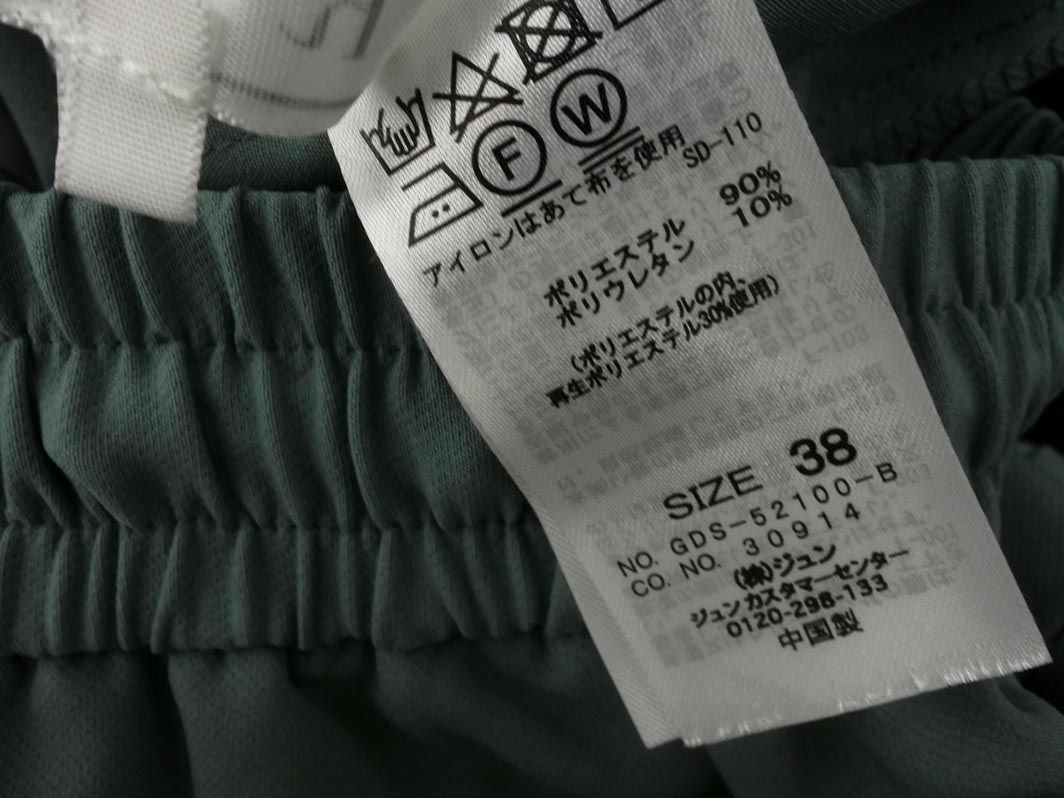 F
W
アイロンはあて布を使用
SD-110
ポリエステル 90%
ポリウレタン 10%
(ポリエステルの内、
再生ポリエステル30%使用)
SIZE 38
NO. GDS-52100-B
CO. NO. 30914
(株)ジュン
ジュン カスタマーセンター
0120-298-133
中国製